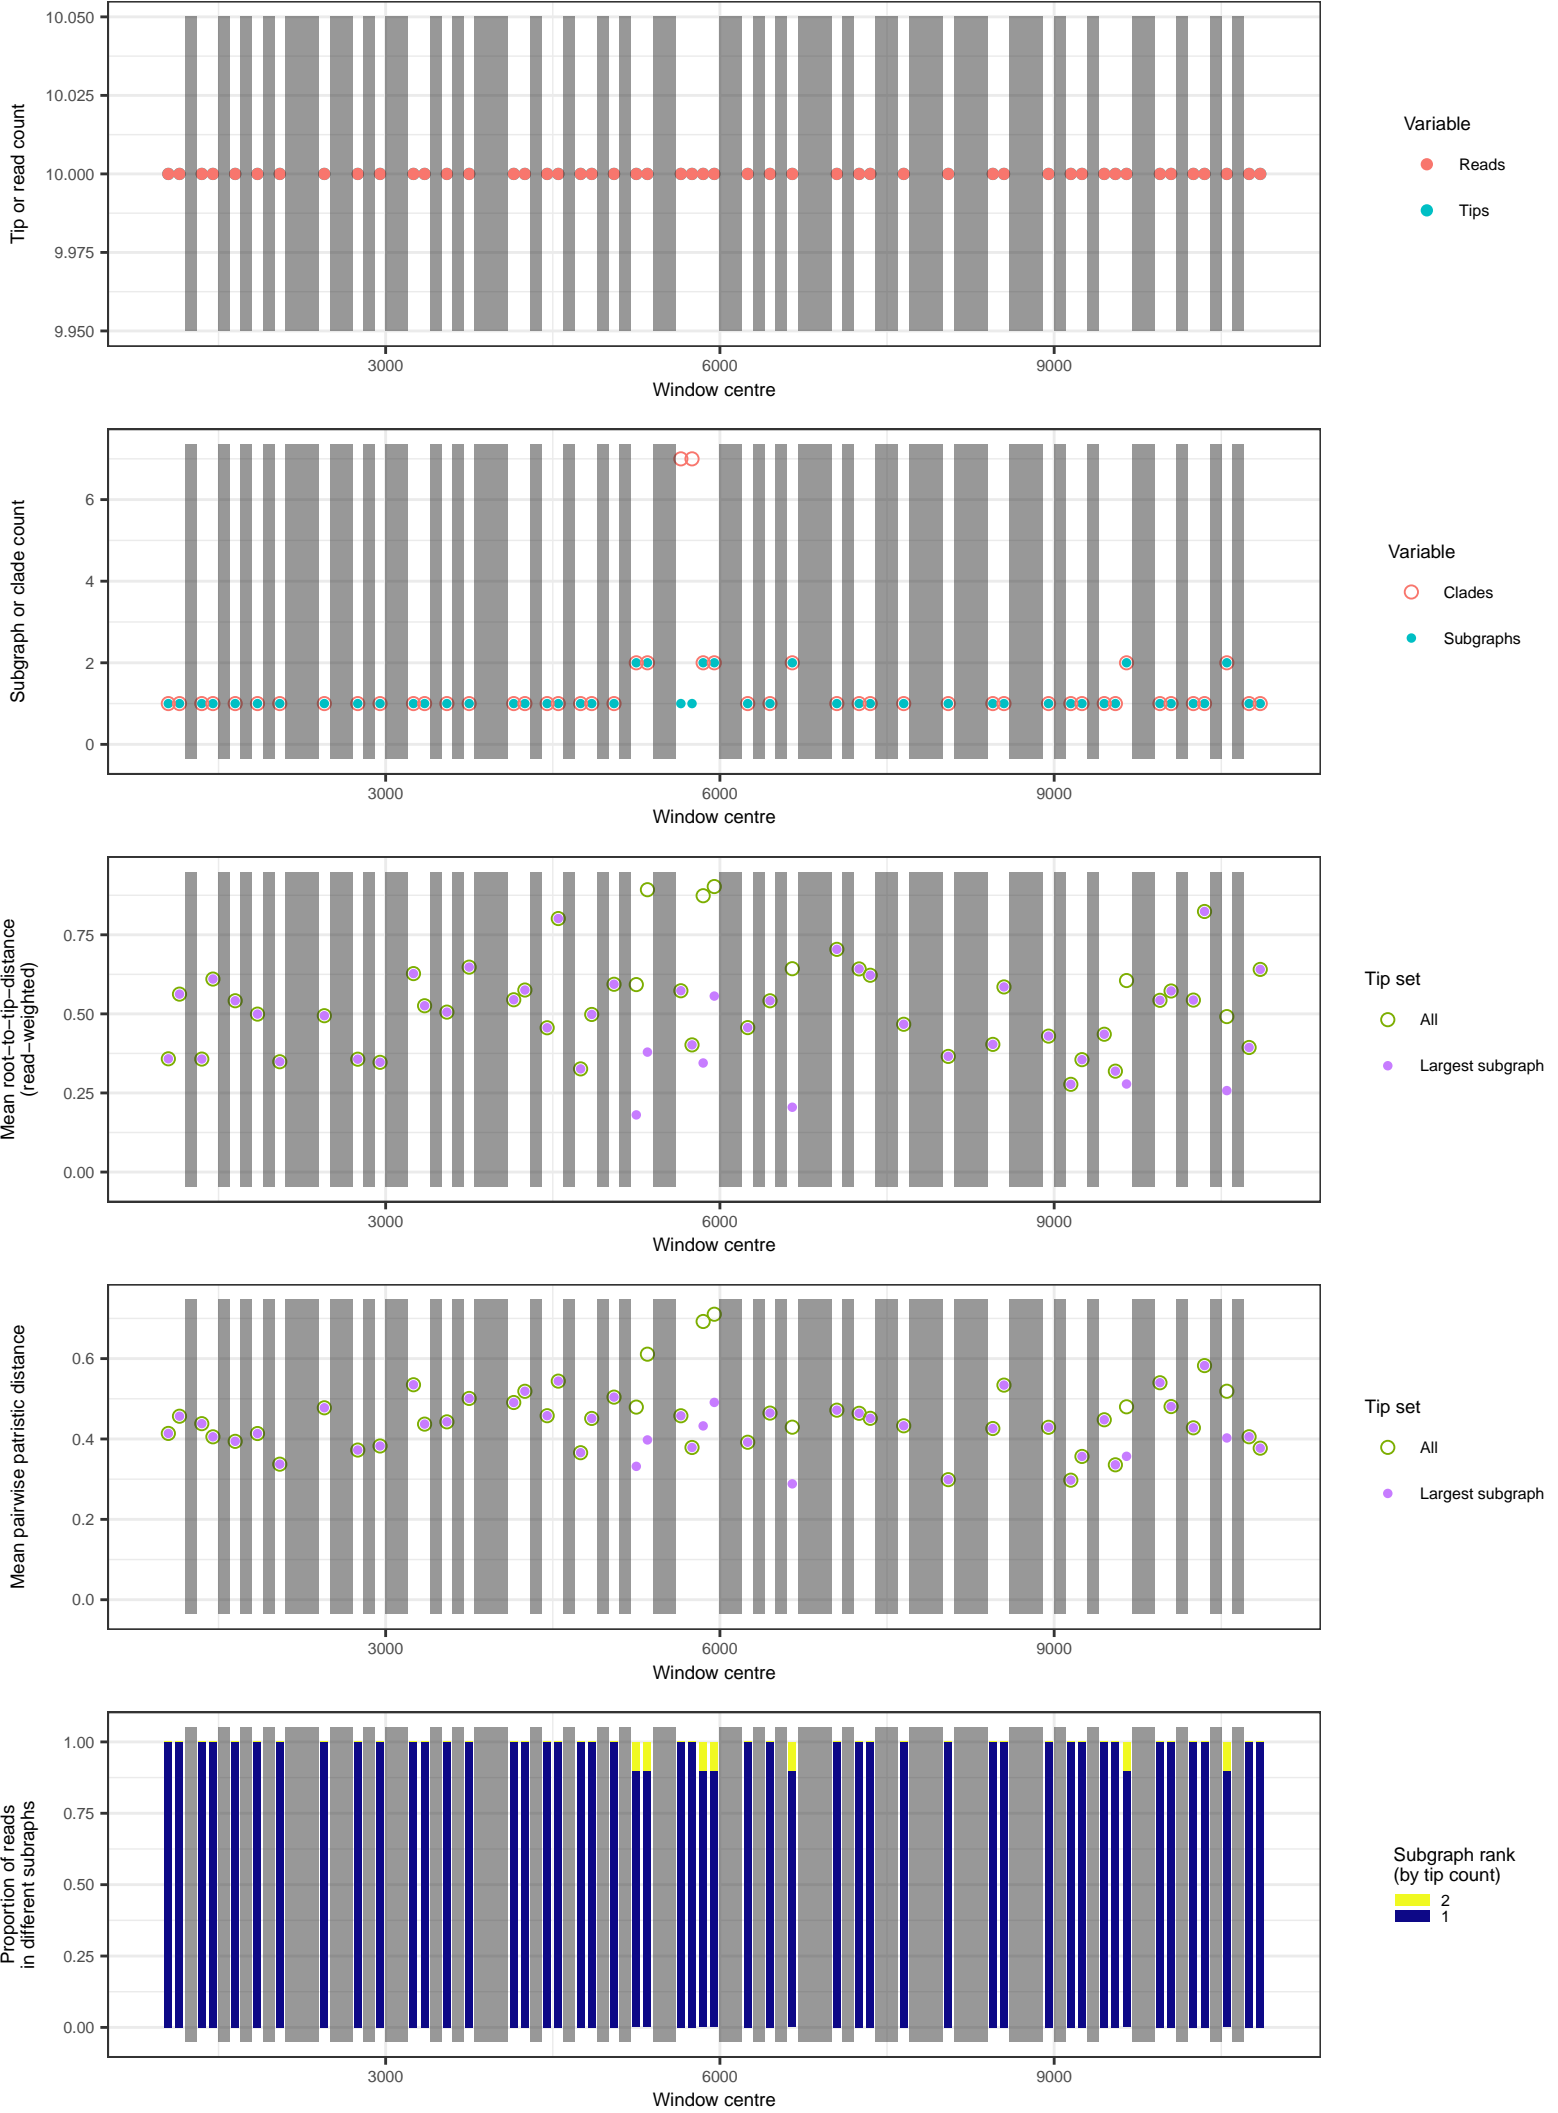 10.050
10.025
10.000
9.975
9.950
Tip or read count
3000
6000
9000
Window centre
Variable
Reads
Tips
6
4
2
0
Subgraph or clade count
3000
6000
9000
Window centre
Variable
Clades
Subgraphs
0.75
0.50
0.25
0.00
Mean root−to−tip−distance
(read−weighted)
3000
6000
9000
Window centre
Tip set
All
Largest subgraph
0.6
0.4
0.2
0.0
Mean pairwise patristic distance
3000
6000
9000
Window centre
Tip set
All
Largest subgraph
1.00
0.75
0.50
0.25
0.00
Proportion of reads
in different subraphs
3000
6000
9000
Window centre
Subgraph rank
(by tip count)
2
1